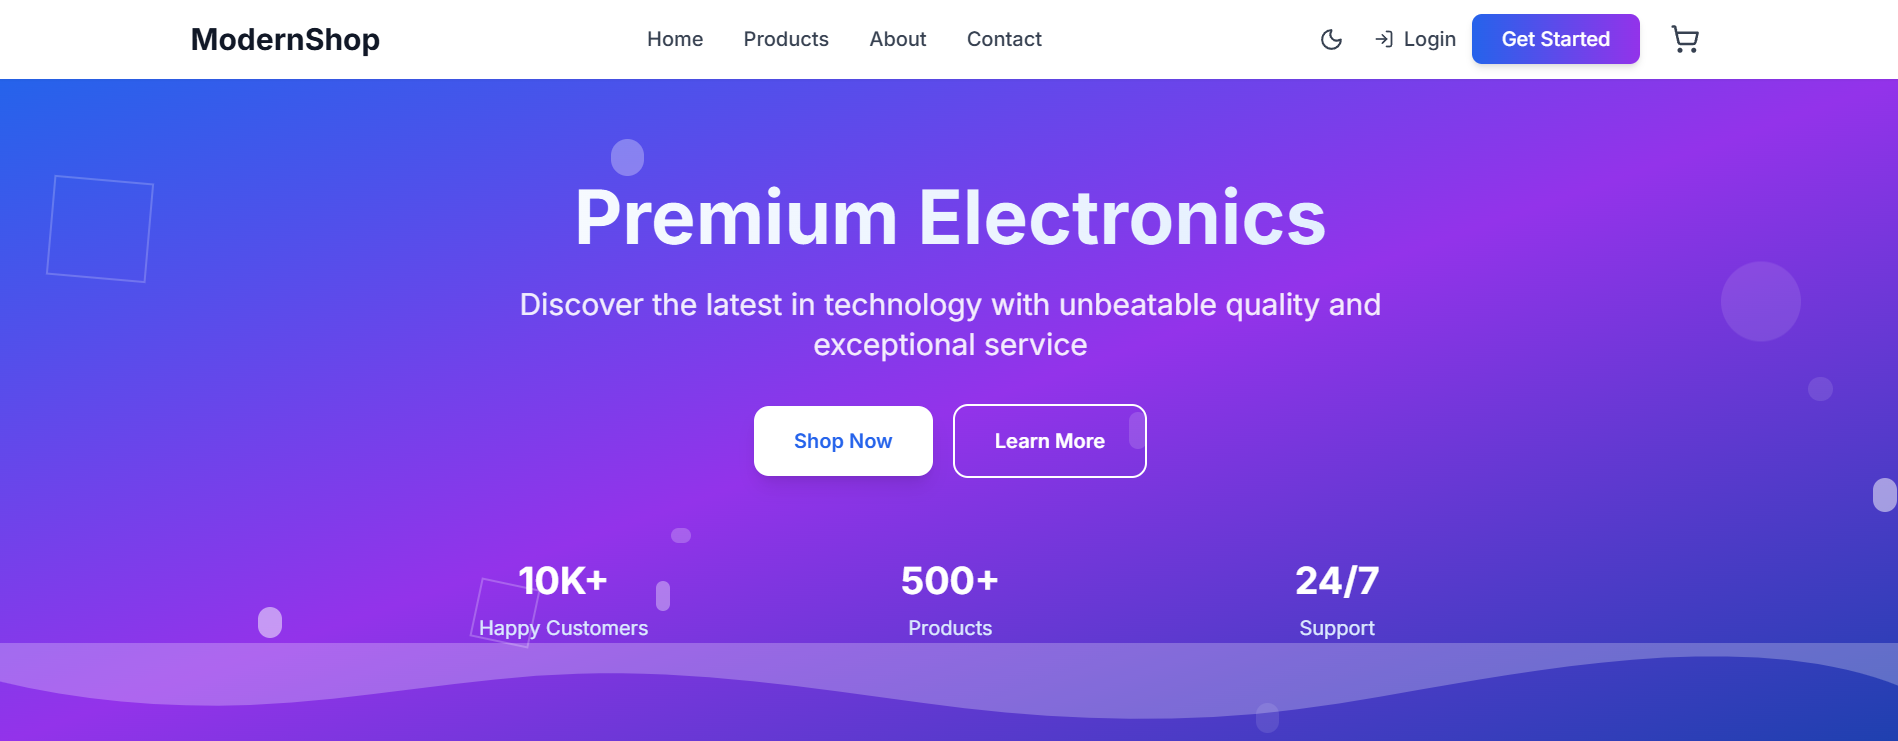 ModernShop
Home
Products
About
Contact
Login
Get Started
Premium Electronics
Discover the latest in technology with unbeatable quality and
exceptional service
Shop Now
Learn More
10K+
Happy Customers
500+
Products
24/7
Support